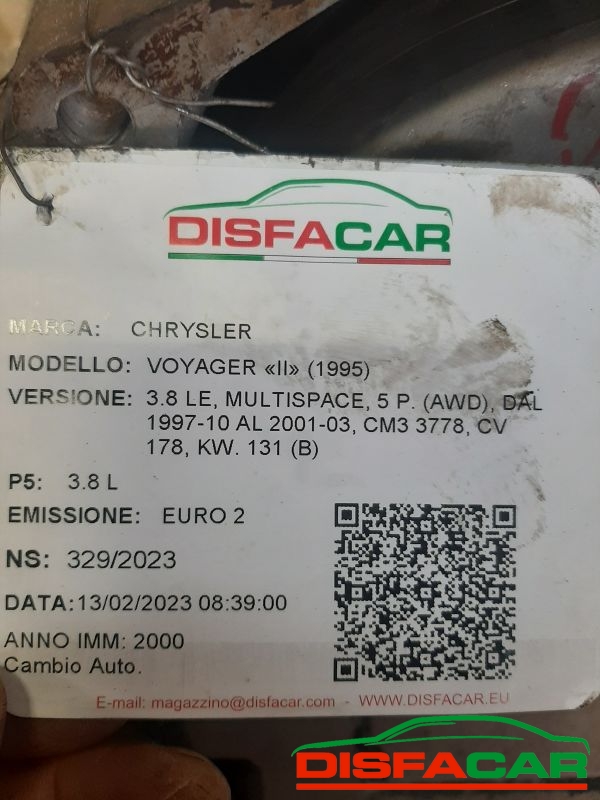 DISFACAR
MARCA: CHRYSLER
MODELLO: VOYAGER «II» (1995)
VERSIONE: 3.8 LE, MULTISPACE, 5 P. (AWD), DAL
1997-10 AL 2001-03, CM3 3778, CV
178, KW. 131 (B)
P5: 3.8 L
EMISSIONE: EURO 2
NS: 329/2023
DATA:13/02/2023 08:39:00
ANNO IMM: 2000
Cambio Auto.
E-mail: magazzino@disfacar.com - WWW.DISFACAR.EU
DISFACAR